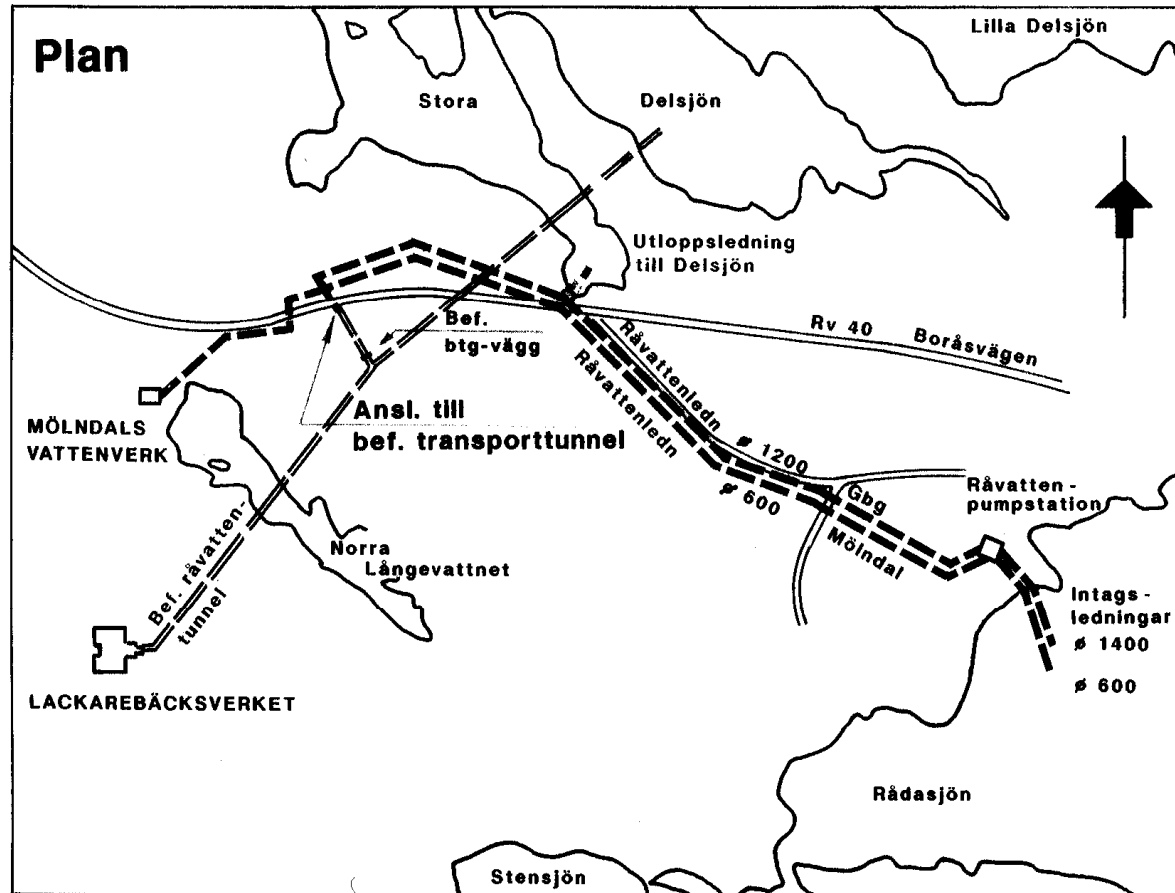 Plan
Lilla Delsjön
Stora
Delsjön
Utloppsledning
till Delsjön
Rv 40
Boråsvägen
Bef.
btg-vägg
Råvattenledn
Råvattenledn
Ansl. till
bef. transporttunnel
MÖLNDALS
VATTENVERK
ø 1200
ø 600
Gbg
Mölndal
Råvatten-
pumpstation
Norra
Långevattnet
Bef. råvatten-
tunnel
Intags-
ledningar
ø 1400
ø 600
LACKAREBÄCKSVERKET
Rådasjön
Stensjön